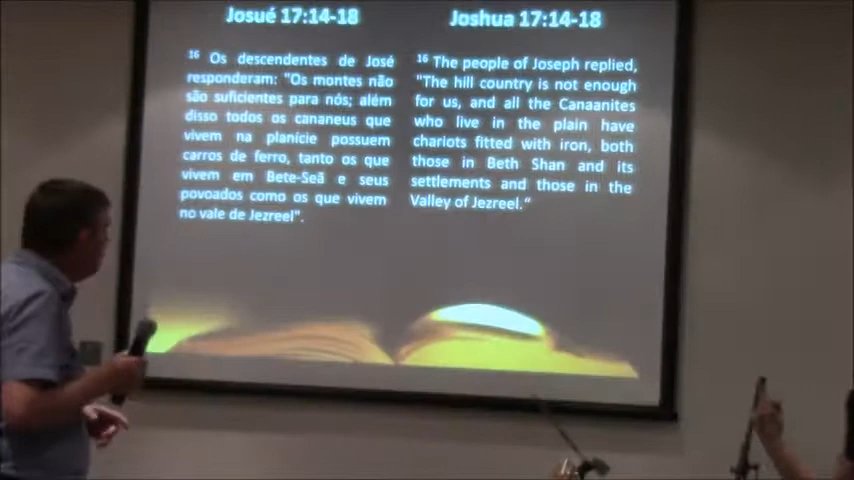 Josué 17:14-18
16 Os descendentes de José
responderam: "Os montes não
são suficientes para nós; além
disso todos os cananeus que
vivem na planície possuem
carros de ferro, tanto os que
vivem em Bete-Seã e seus
povoados como os que vivem
no vale de Jezreel".
Joshua 17:14-18
16 The people of Joseph replied,
"The hill country is not enough
for us, and all the Canaanites
who live in the plain have
chariots fitted with iron, both
those in Beth Shan and its
settlements and those in the
Valley of Jezreel."